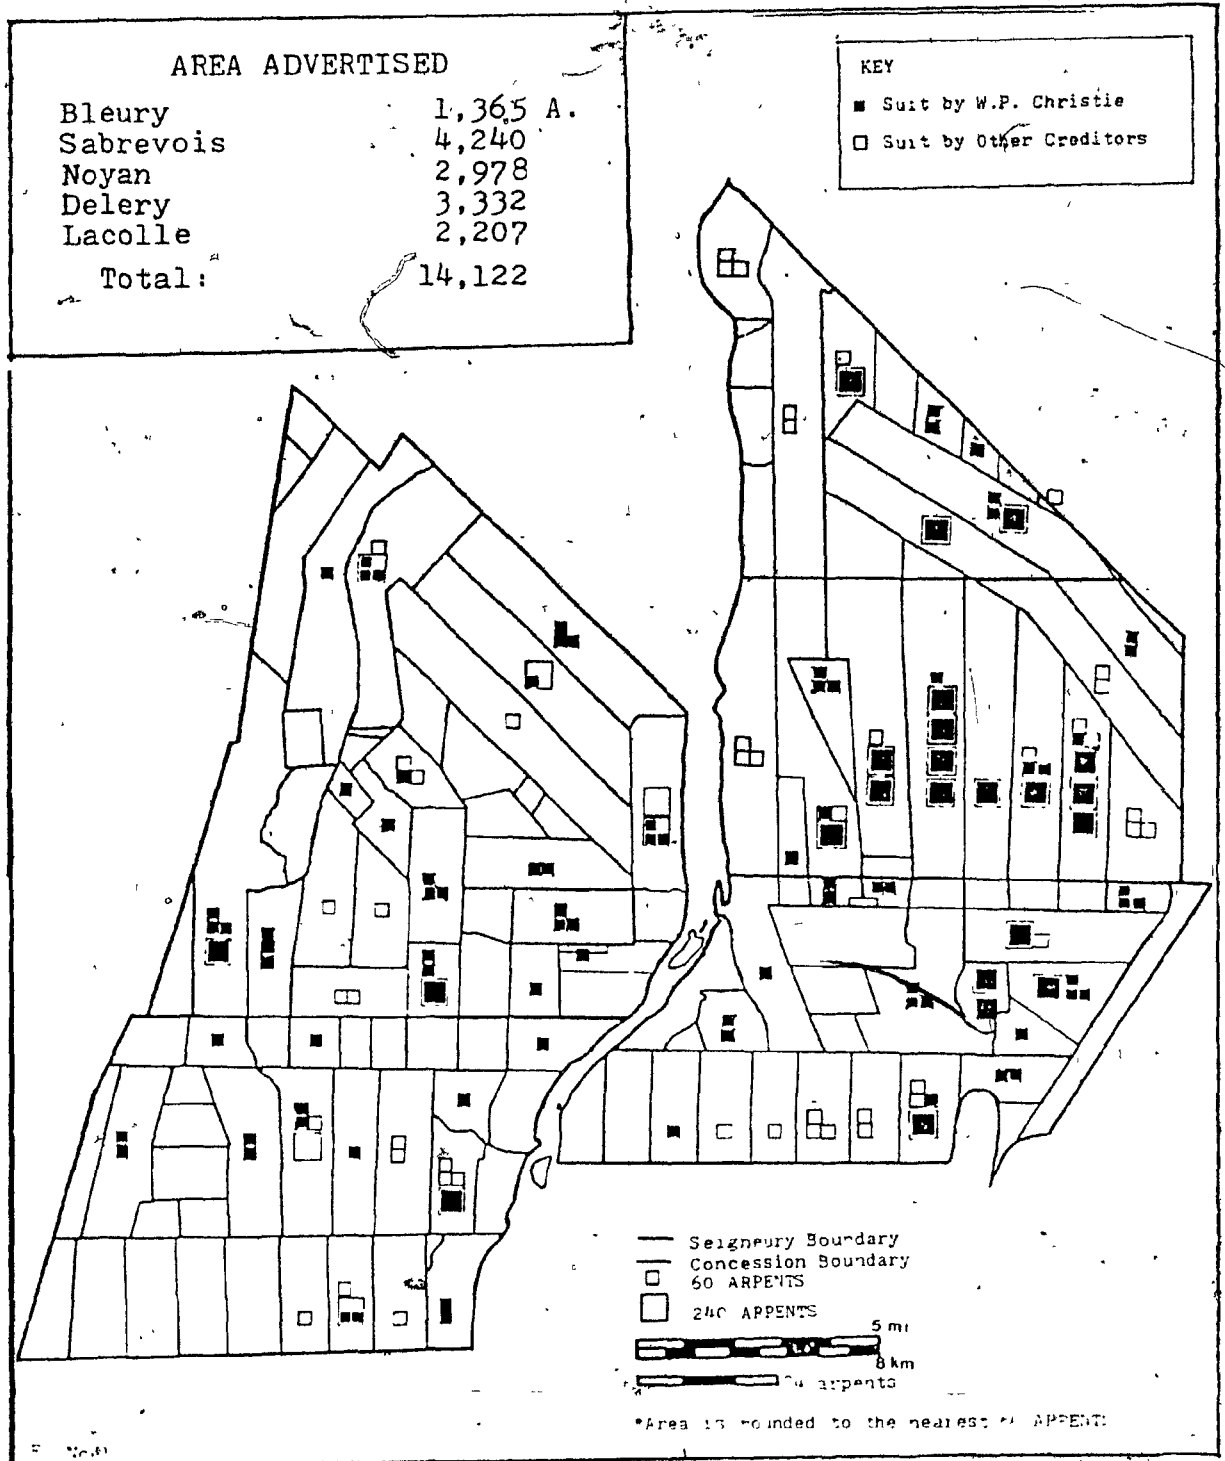 AREA ADVERTISED
Bleury 1,365 A.
Sabrevois 4,240
Noyan 2,978
Delery 3,332
Lacolle 2,207
Total: 14,122
KEY
Suit by W.P. Christie
Suit by Other Creditors
Seigneury Boundary
Concession Boundary
60 ARPENTS
240 ARPENTS
5 mi
8 km
arpents
*Area is rounded to the nearest ARPENT